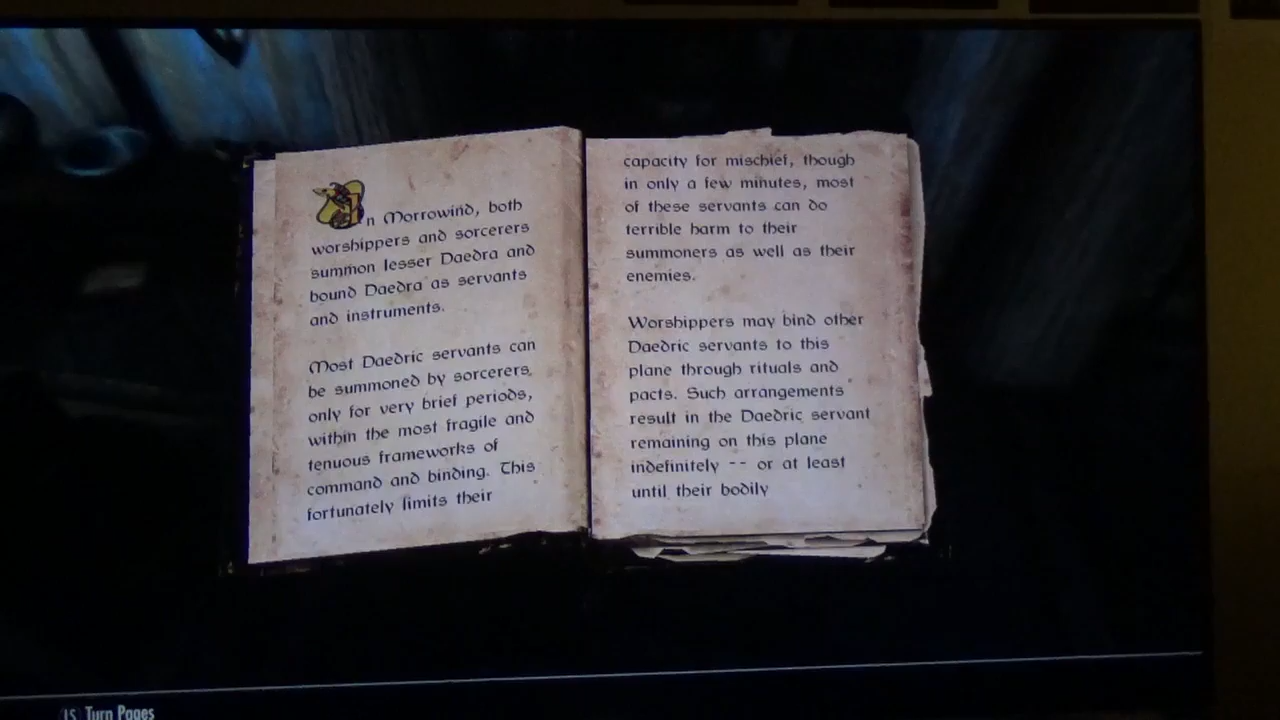 In Morrowind, both
worshippers and sorcerers
summon lesser Daedra and
bound Daedra as servants
and instruments.
Most Daedric servants can
be summoned by sorcerers
only for very brief periods,
within the most fragile and
tenuous frameworks of
command and binding. This
fortunately limits their
capacity for mischief, though
in only a few minutes, most
of these servants can do
terrible harm to their
summoners as well as their
enemies.
Worshippers may bind other
Daedric servants to this
plane through rituals and
pacts. Such arrangements
result in the Daedric servant
remaining on this plane
indefinitely -- or at least
until their bodily
LS Turn Pages